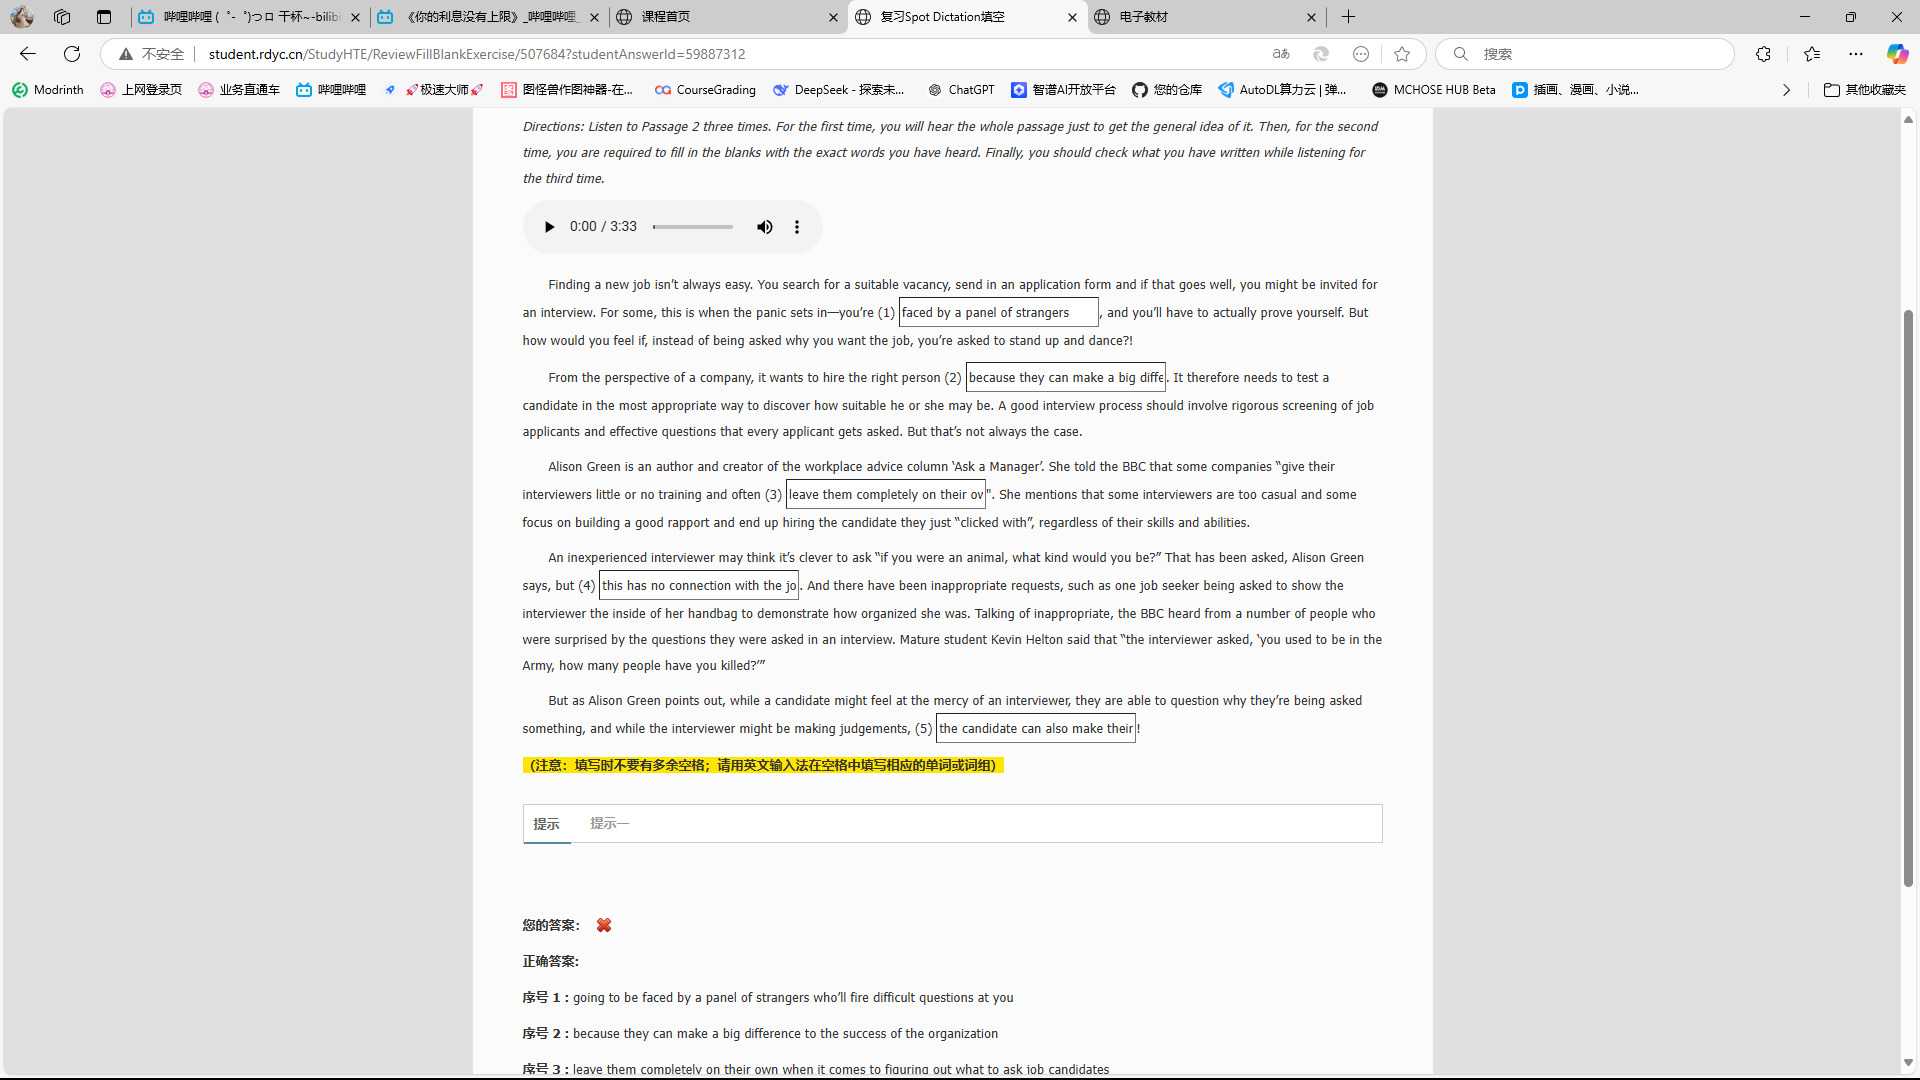 哔哩哔哩 (゜-゜)つロ 干杯~-bilibi
《你的利息没有上限》_哔哩哔哩_
课程首页
复习Spot Dictation填空
电子教材
不安全
student.rdyc.cn/StudyHTE/ReviewFillBlankExercise/507684?studentAnswerId=59887312
搜索
Modrinth
上网登录页
业务直通车
哔哩哔哩
🚀极速大师🚀
图怪兽作图神器-在...
CourseGrading
DeepSeek - 探索未...
ChatGPT
智谱AI开放平台
您的仓库
AutoDL算力云 | 弹...
MCHOSE HUB Beta
插画、漫画、小说...
其他收藏夹
Directions: Listen to Passage 2 three times. For the first time, you will hear the whole passage just to get the general idea of it. Then, for the second
time, you are required to fill in the blanks with the exact words you have heard. Finally, you should check what you have written while listening for
the third time.
0:00 / 3:33
Finding a new job isn’t always easy. You search for a suitable vacancy, send in an application form and if that goes well, you might be invited for
an interview. For some, this is when the panic sets in—you’re (1) faced by a panel of strangers, and you’ll have to actually prove yourself. But
how would you feel if, instead of being asked why you want the job, you’re asked to stand up and dance?!
From the perspective of a company, it wants to hire the right person (2) because they can make a big diffe. It therefore needs to test a
candidate in the most appropriate way to discover how suitable he or she may be. A good interview process should involve rigorous screening of job
applicants and effective questions that every applicant gets asked. But that’s not always the case.
Alison Green is an author and creator of the workplace advice column ‘Ask a Manager’. She told the BBC that some companies “give their
interviewers little or no training and often (3) leave them completely on their ov". She mentions that some interviewers are too casual and some
focus on building a good rapport and end up hiring the candidate they just “clicked with”, regardless of their skills and abilities.
An inexperienced interviewer may think it’s clever to ask “if you were an animal, what kind would you be?” That has been asked, Alison Green
says, but (4) this has no connection with the jo. And there have been inappropriate requests, such as one job seeker being asked to show the
interviewer the inside of her handbag to demonstrate how organized she was. Talking of inappropriate, the BBC heard from a number of people who
were surprised by the questions they were asked in an interview. Mature student Kevin Helton said that “the interviewer asked, ‘you used to be in the
Army, how many people have you killed?’”
But as Alison Green points out, while a candidate might feel at the mercy of an interviewer, they are able to question why they’re being asked
something, and while the interviewer might be making judgements, (5) the candidate can also make their!
（注意：填写时不要有多余空格；请用英文输入法在空格中填写相应的单词或词组）
提示 提示一
您的答案：
正确答案:
序号 1 : going to be faced by a panel of strangers who’ll fire difficult questions at you
序号 2 : because they can make a big difference to the success of the organization
序号 3 : leave them completely on their own when it comes to figuring out what to ask job candidates